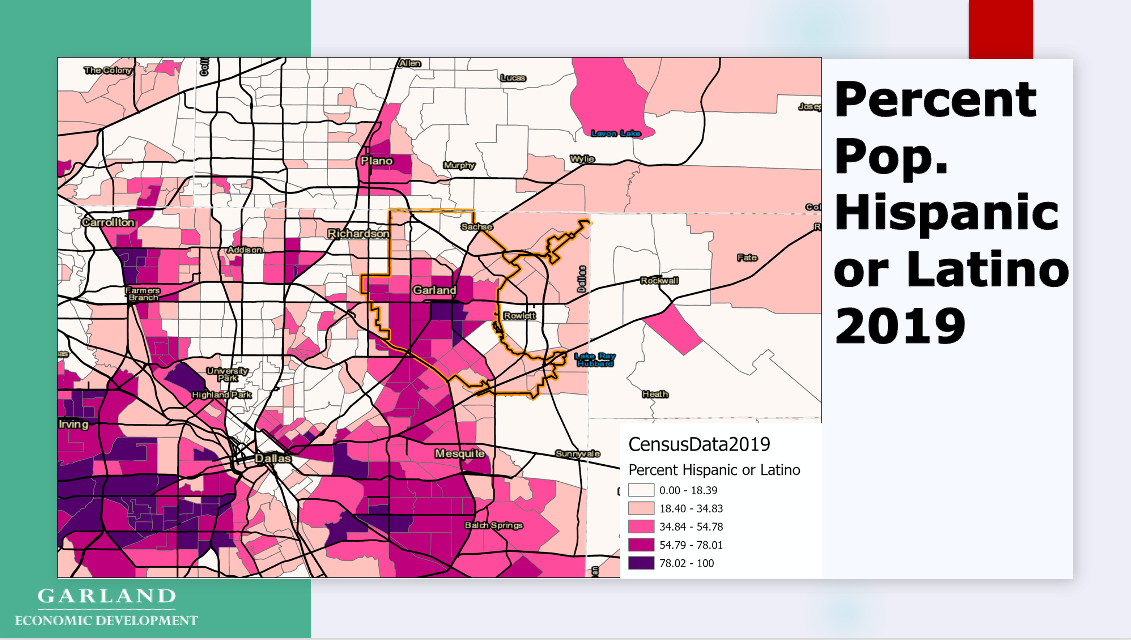 The Colony
Allen
Lucas
Lavon Lake
Plano
Murphy
Wylie
Carrollton
Richardson
Sachse
Addison
Fate
Dallas
Rockwall
Garland
Farmers
Branch
Rowlett
Lake Ray
Hubbard
University
Park
Highland Park
Heath
Irving
Dallas
Mesquite
Sunnyvale
Balch Springs
CensusData2019
Percent Hispanic or Latino
0.00 - 18.39
18.40 - 34.83
34.84 - 54.78
54.79 - 78.01
78.02 - 100
Percent
Pop.
Hispanic
or Latino
2019
GARLAND
ECONOMIC DEVELOPMENT